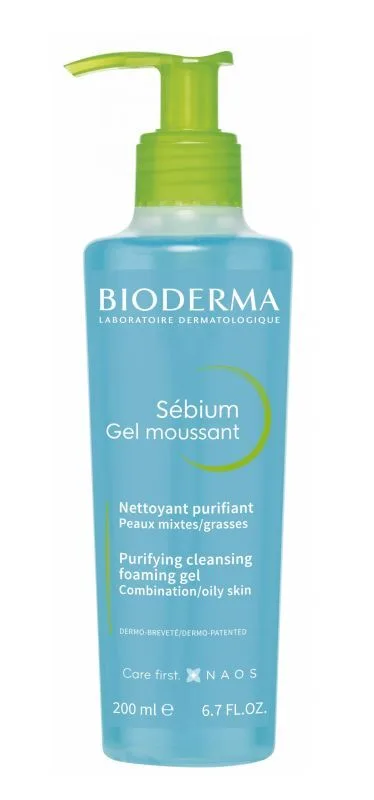 BIODERMA
LABORATOIRE DERMATOLOGIQUE
Sébium
Gel moussant
Nettoyant purifiant
Peaux mixtes/grasses
Purifying cleansing
foaming gel
Combination/oily skin
DERMO-BREVETÉ/DERMO-PATENTED
Care first. NAOS
200 ml ℮ 6.7 FL.OZ.